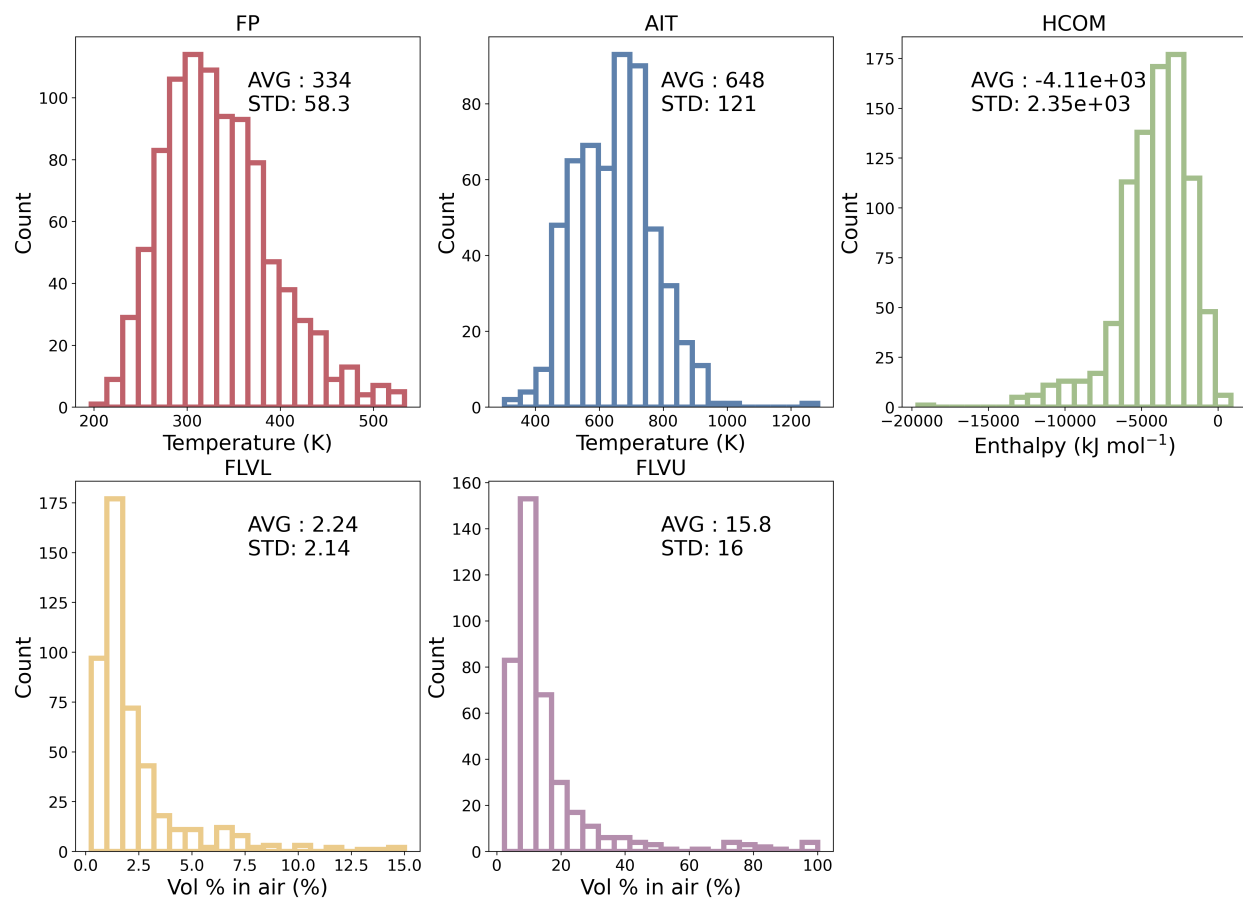 FP
AVG : 334
STD: 58.3
Count
0
20
40
60
80
100
200
300
400
500
Temperature (K)
AIT
AVG : 648
STD: 121
Count
0
20
40
60
80
400
600
800
1000
1200
Temperature (K)
HCOM
AVG : -4.11e+03
STD: 2.35e+03
Count
0
25
50
75
100
125
150
175
−20000
−15000
−10000
−5000
0
Enthalpy (kJ mol⁻¹)
FLVL
AVG : 2.24
STD: 2.14
Count
0
25
50
75
100
125
150
175
0.0
2.5
5.0
7.5
10.0
12.5
15.0
Vol % in air (%)
FLVU
AVG : 15.8
STD: 16
Count
0
20
40
60
80
100
120
140
160
0
20
40
60
80
100
Vol % in air (%)